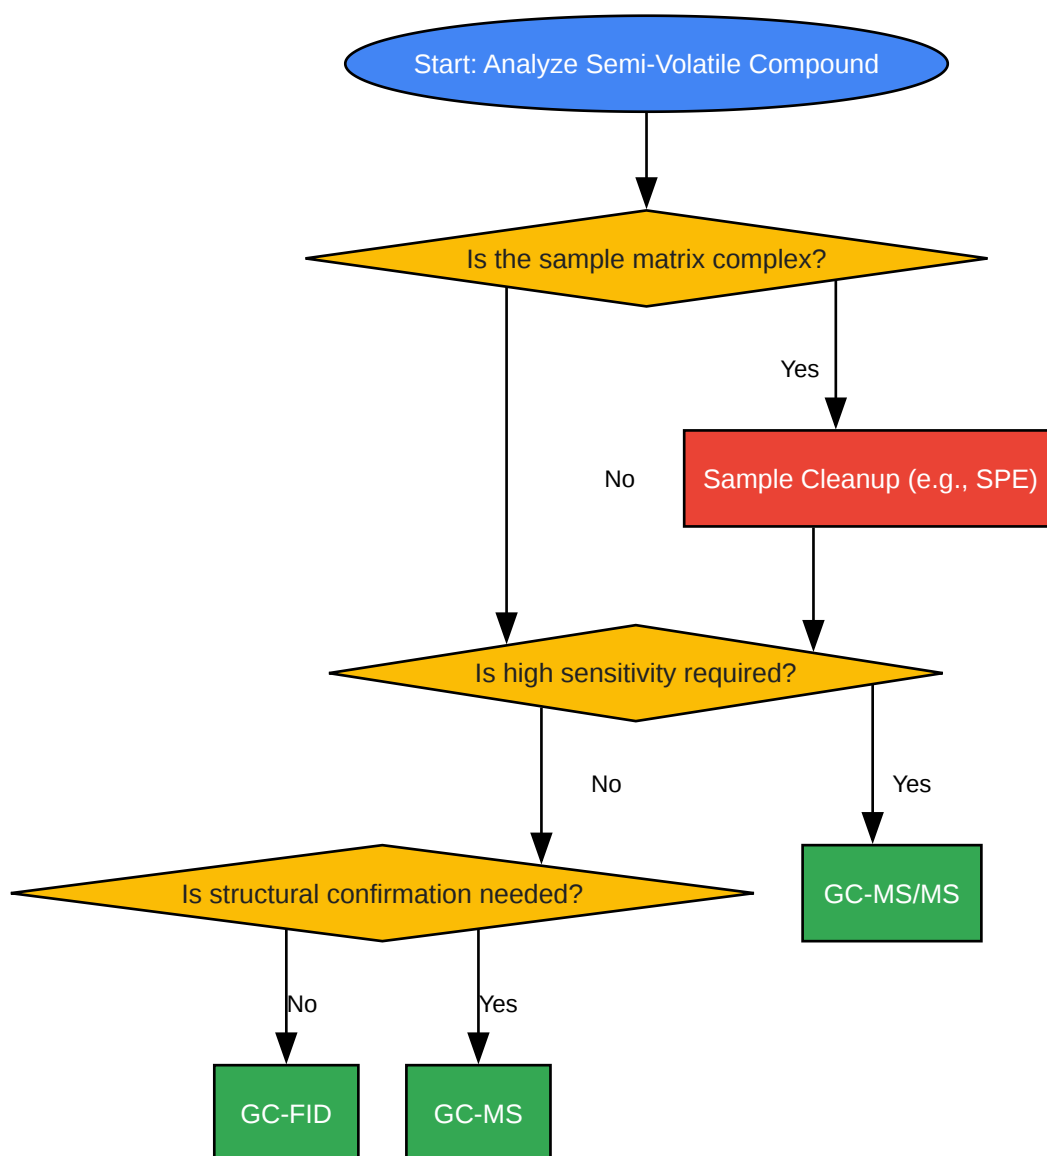 Start: Analyze Semi-Volatile Compound
Is the sample matrix complex?
Yes
No
Sample Cleanup (e.g., SPE)
Is high sensitivity required?
No
Yes
Is structural confirmation needed?
GC-MS/MS
No
Yes
GC-FID
GC-MS